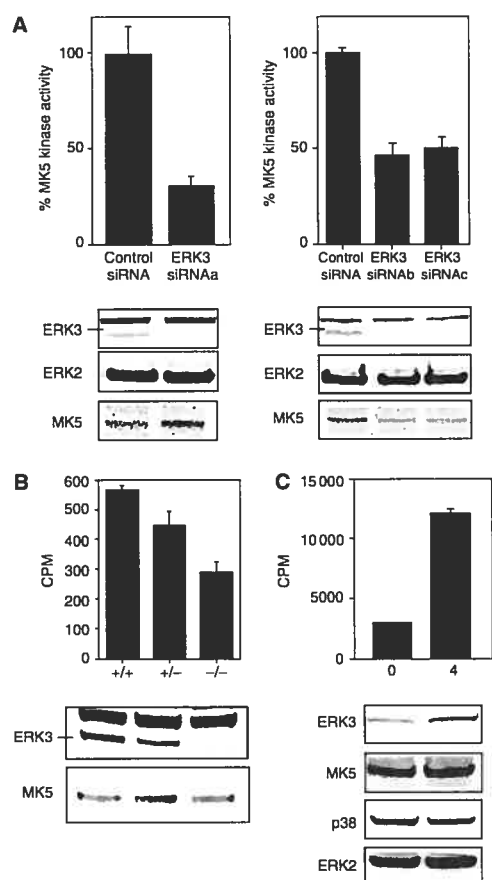 A
% MK5 kinase activity
100
50
0
Control siRNA
ERK3 siRNAa
ERK3
ERK2
MK5
% MK5 kinase activity
100
50
0
Control siRNA
ERK3 siRNAb
ERK3 siRNAc
ERK3
ERK2
MK5
B
CPM
600
500
400
300
200
100
0
+/+
+/−
−/−
ERK3
MK5
C
CPM
15 000
10 000
5000
0
0
4
ERK3
MK5
p38
ERK2